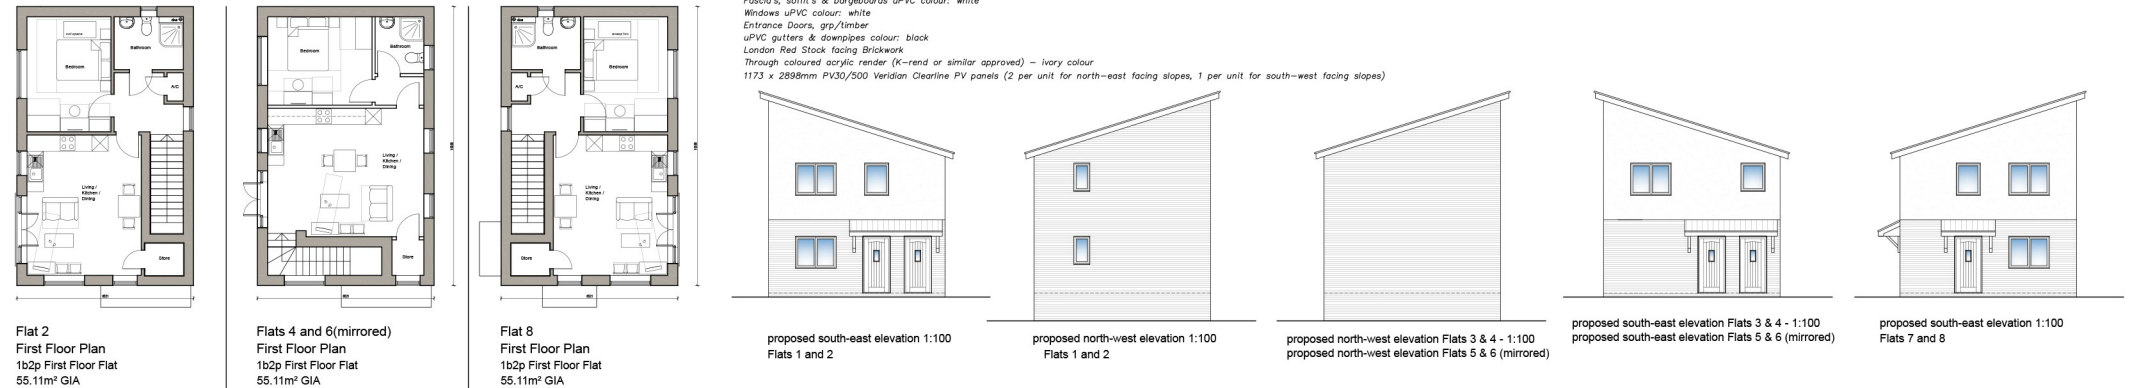 Fascia's, soffit's & bargeboards uPVC colour: white
Windows uPVC colour: white
Entrance Doors, grp/timber
uPVC gutters & downpipes colour: black
London Red Stock facing Brickwork
Through coloured acrylic render (K-rend or similar approved) – ivory colour
1173 x 2898mm PV30/500 Veridian Clearline PV panels (2 per unit for north-east facing slopes, 1 per unit for south-west facing slopes)
Bathroom
Bedroom
A/C
Living /
Kitchen /
Dining
Store
Flat 2
First Floor Plan
1b2p First Floor Flat
55.11m² GIA
Bedroom
Bathroom
Living /
Kitchen /
Dining
Store
Flats 4 and 6(mirrored)
First Floor Plan
1b2p First Floor Flat
55.11m² GIA
Bathroom
Bedroom
A/C
Living /
Kitchen /
Dining
Store
Flat 8
First Floor Plan
1b2p First Floor Flat
55.11m² GIA
proposed south-east elevation 1:100
Flats 1 and 2
proposed north-west elevation 1:100
Flats 1 and 2
proposed north-west elevation Flats 3 & 4 - 1:100
proposed north-west elevation Flats 5 & 6 (mirrored)
proposed south-east elevation Flats 3 & 4 - 1:100
proposed south-east elevation Flats 5 & 6 (mirrored)
proposed south-east elevation 1:100
Flats 7 and 8